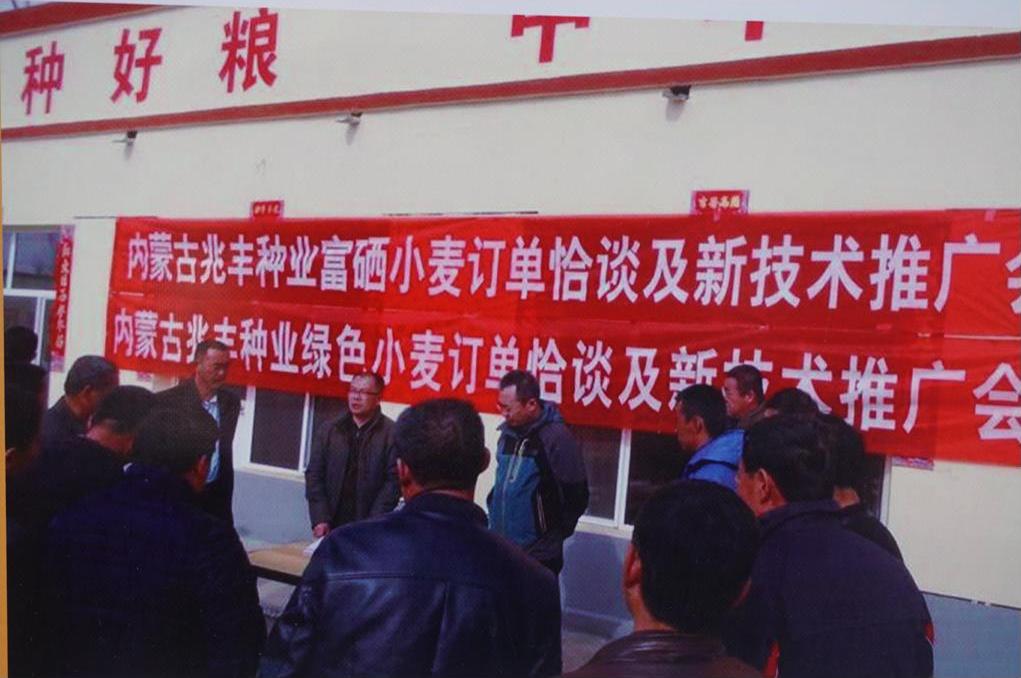 种好粮
内蒙古兆丰种业富硒小麦订单恰谈及新技术推广会
内蒙古兆丰种业绿色小麦订单恰谈及新技术推广会